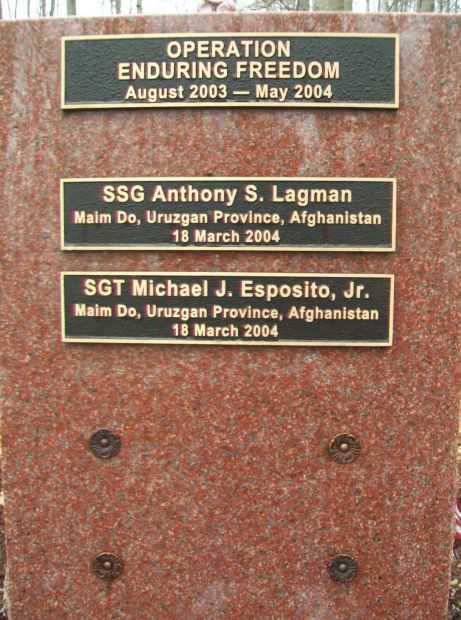 OPERATION
ENDURING FREEDOM
August 2003 — May 2004
SSG Anthony S. Lagman
Maim Do, Uruzgan Province, Afghanistan
18 March 2004
SGT Michael J. Esposito, Jr.
Maim Do, Uruzgan Province, Afghanistan
18 March 2004